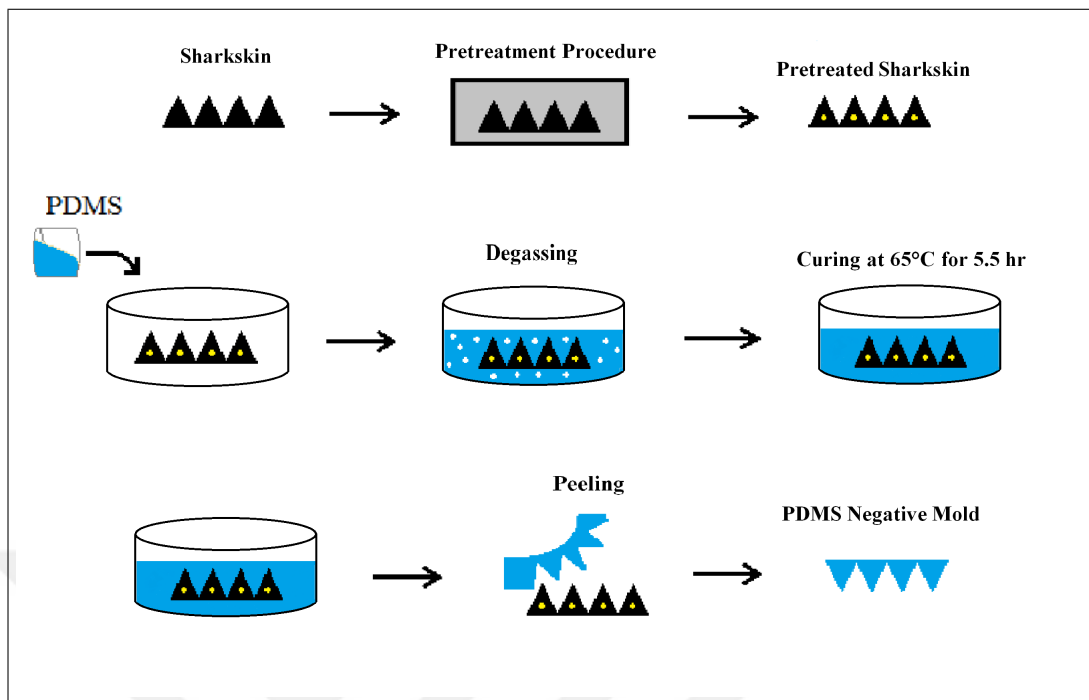 Sharkskin
Pretreatment Procedure
Pretreated Sharkskin
PDMS
Degassing
Curing at 65°C for 5.5 hr
Peeling
PDMS Negative Mold